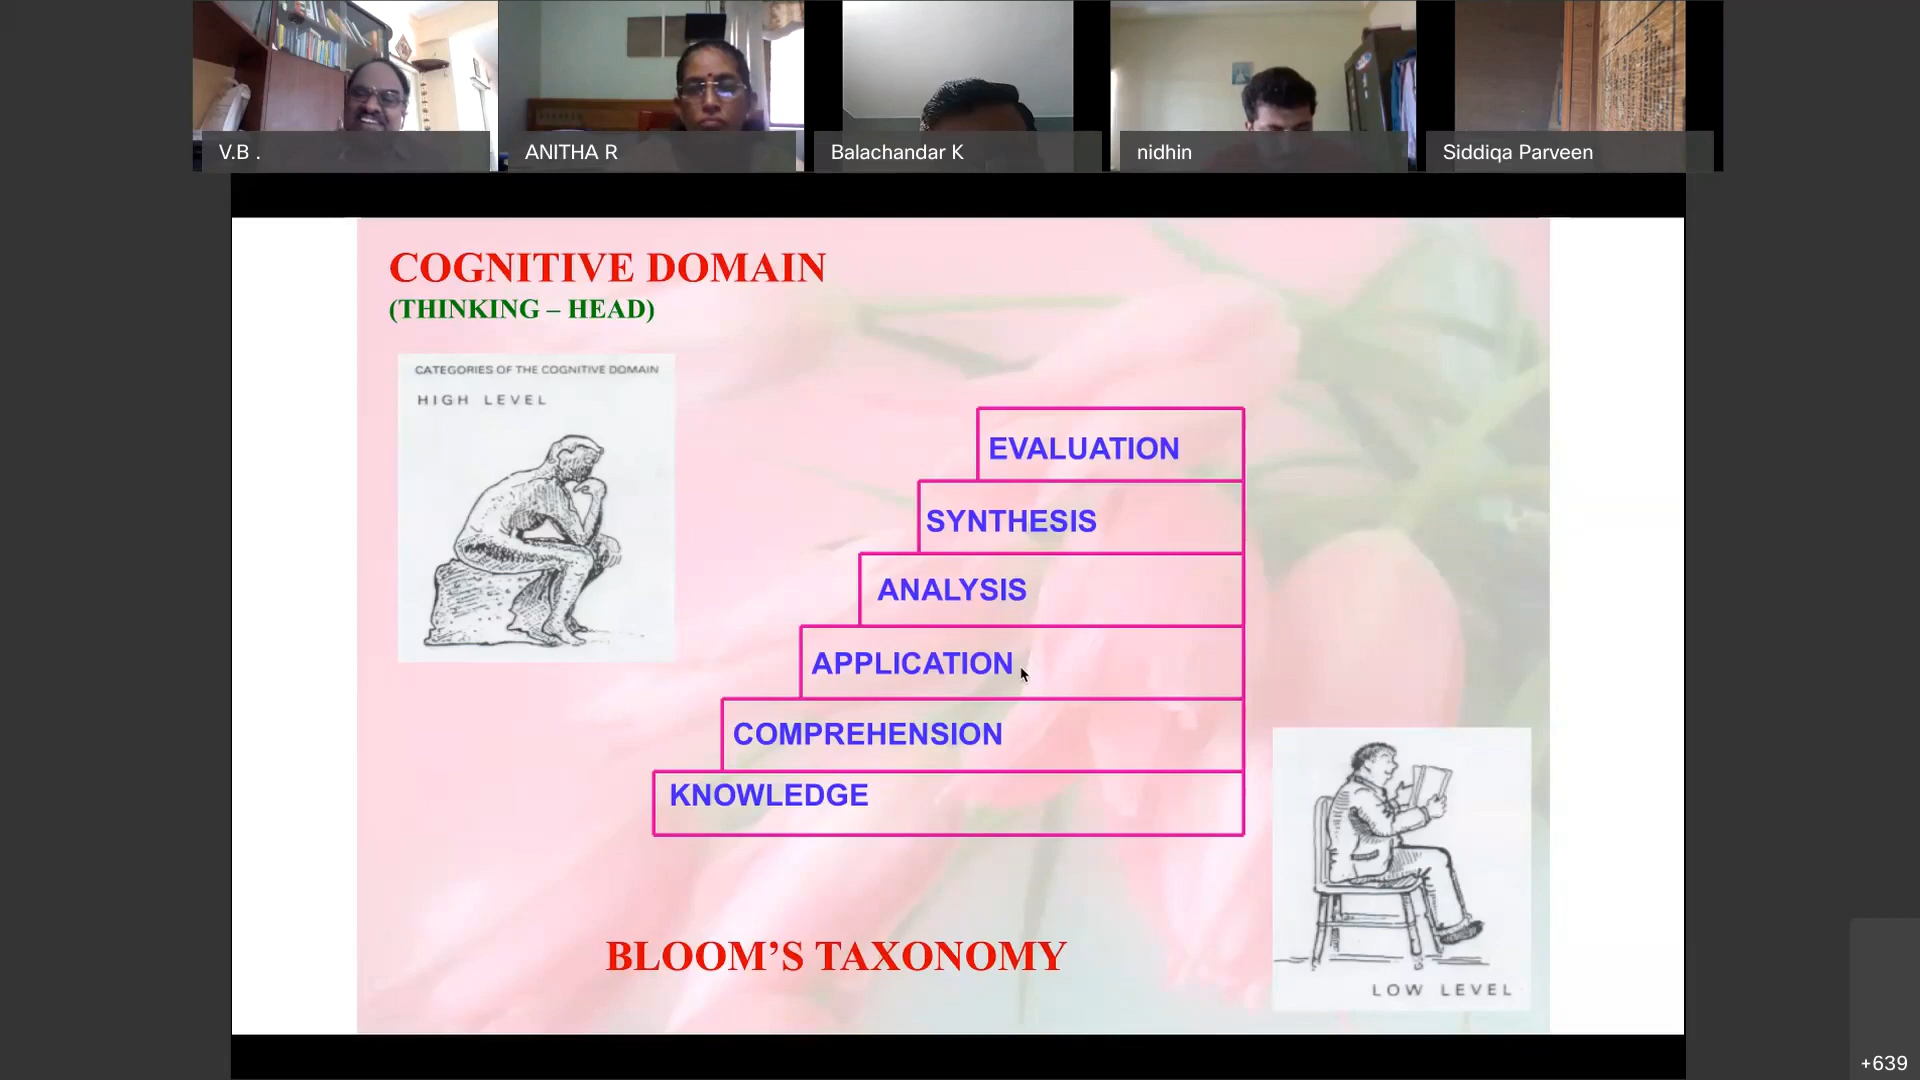 V.B .
ANITHA R
Balachandar K
nidhin
Siddiqa Parveen
COGNITIVE DOMAIN
(THINKING – HEAD)
CATEGORIES OF THE COGNITIVE DOMAIN
HIGH LEVEL
EVALUATION
SYNTHESIS
ANALYSIS
APPLICATION
COMPREHENSION
KNOWLEDGE
BLOOM’S TAXONOMY
LOW LEVEL
+639